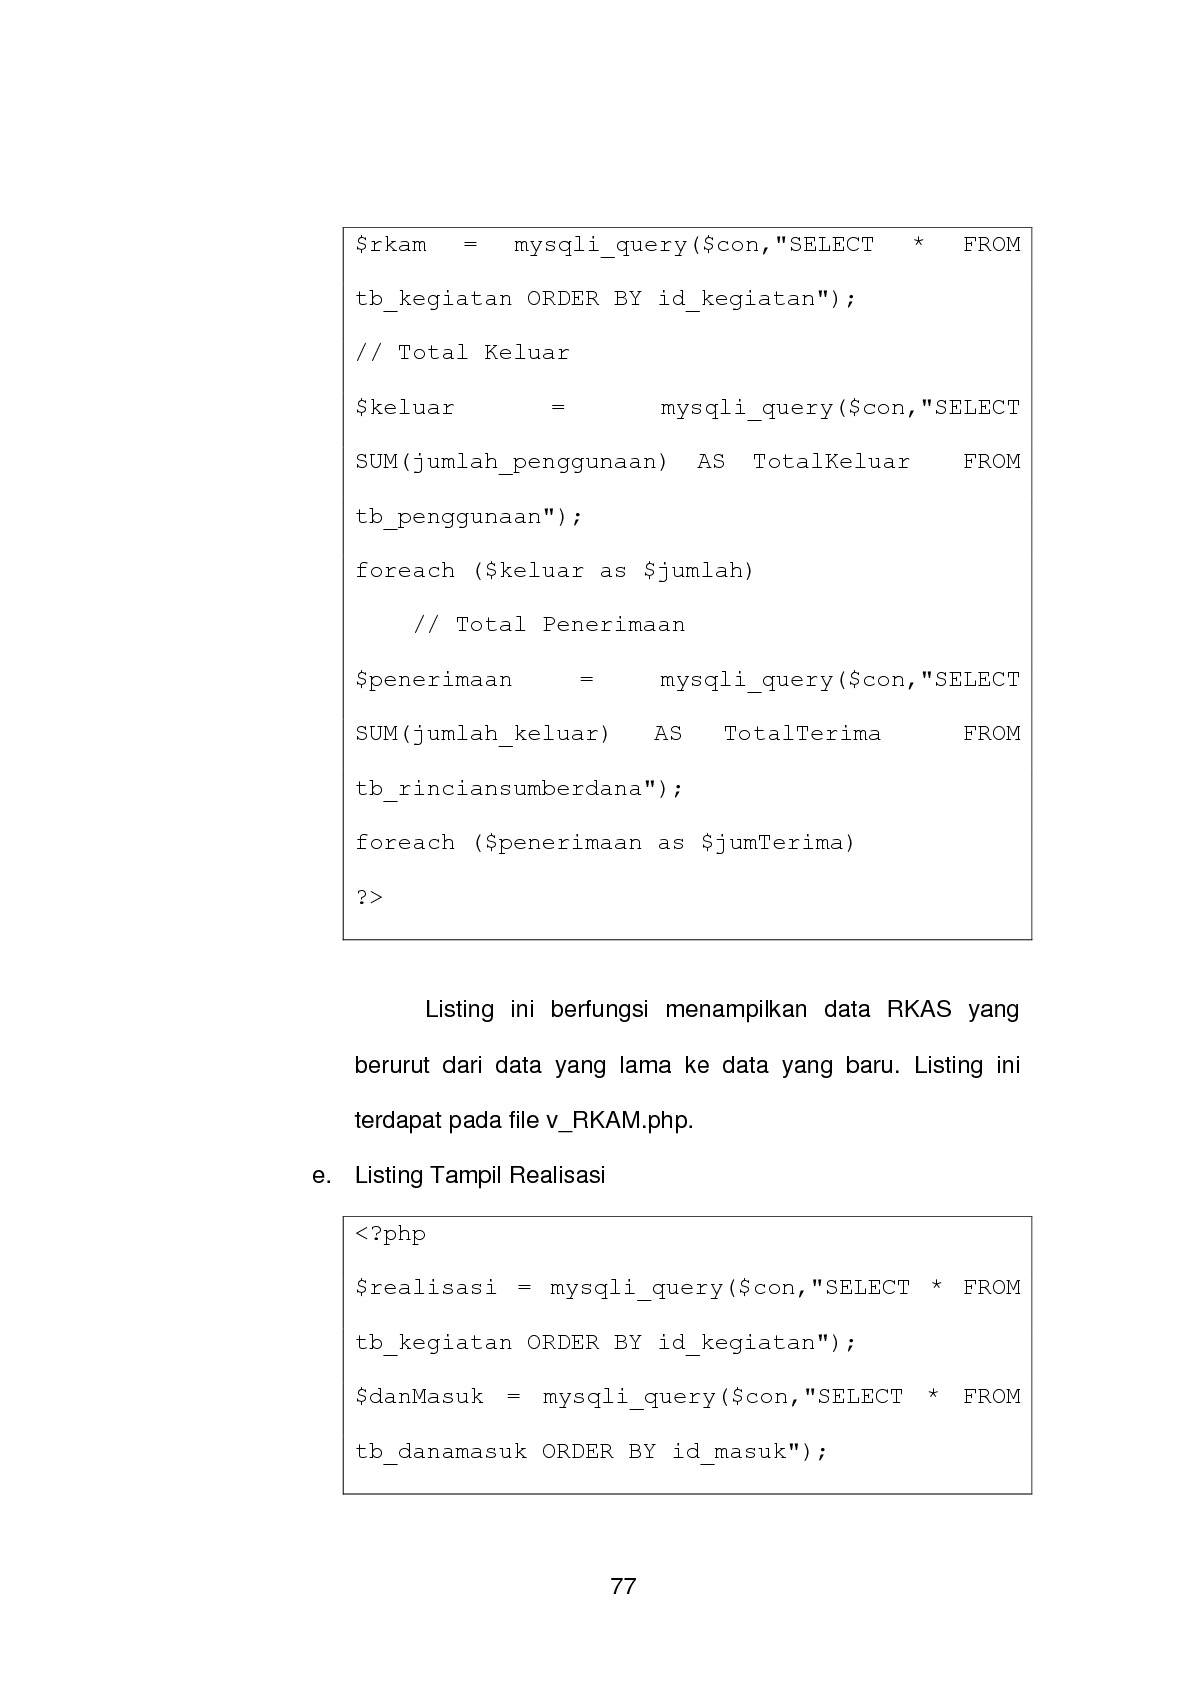 $rkam = mysqli_query($con,"SELECT * FROM
tb_kegiatan ORDER BY id_kegiatan");
// Total Keluar
$keluar = mysqli_query($con,"SELECT
SUM(jumlah_penggunaan) AS TotalKeluar FROM
tb_penggunaan");
foreach ($keluar as $jumlah)
// Total Penerimaan
$penerimaan = mysqli_query($con,"SELECT
SUM(jumlah_keluar) AS TotalTerima FROM
tb_rinciansumberdana");
foreach ($penerimaan as $jumTerima)
?>
Listing ini berfungsi menampilkan data RKAS yang
berurut dari data yang lama ke data yang baru. Listing ini
terdapat pada file v_RKAM.php.
e. Listing Tampil Realisasi
<?php
$realisasi = mysqli_query($con,"SELECT * FROM
tb_kegiatan ORDER BY id_kegiatan");
$danMasuk = mysqli_query($con,"SELECT * FROM
tb_danamasuk ORDER BY id_masuk");
77